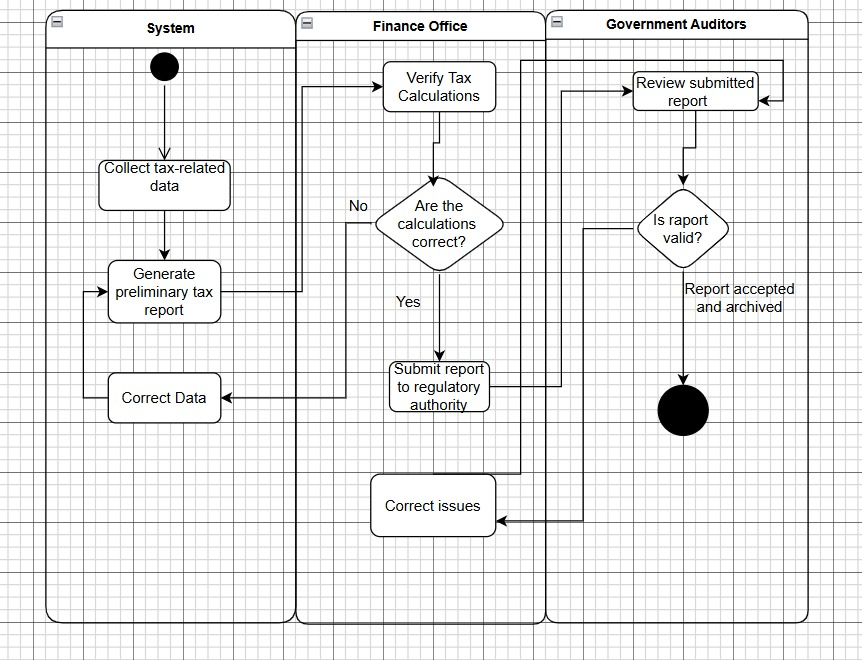 System
Finance Office
Government Auditors
Collect tax-related
data
Generate
preliminary tax
report
Correct Data
Verify Tax
Calculations
No
Are the
calculations
correct?
Yes
Submit report
to regulatory
authority
Correct issues
Review submitted
report
Is raport
valid?
Report accepted
and archived